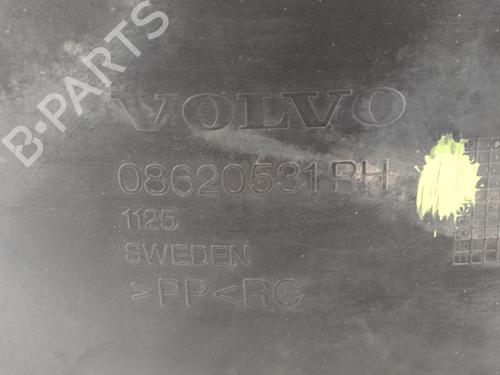 B-PARTS
VOLVO
08620531RH
1125
SWEDEN
>PP<RC